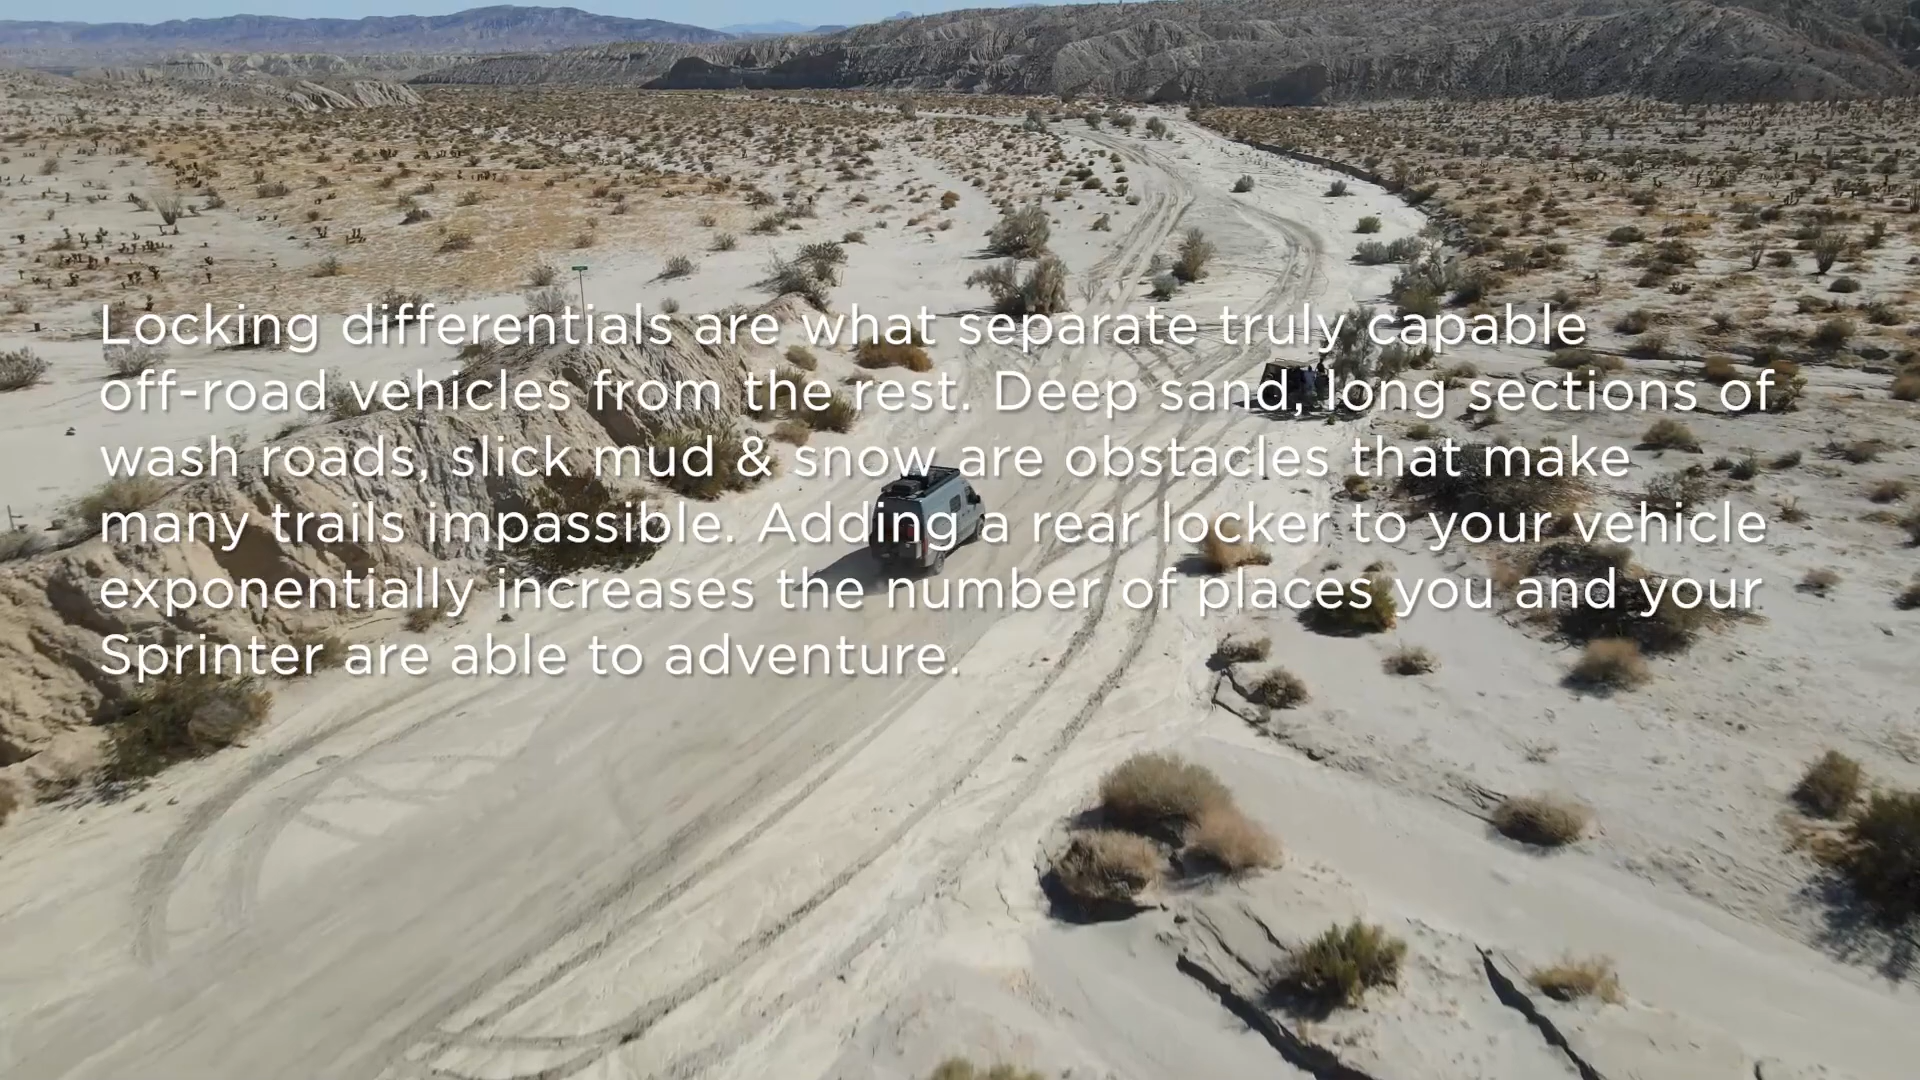 Locking differentials are what separate truly capable
off-road vehicles from the rest. Deep sand, long sections of
wash roads, slick mud & snow are obstacles that make
many trails impassible. Adding a rear locker to your vehicle
exponentially increases the number of places you and your
Sprinter are able to adventure.